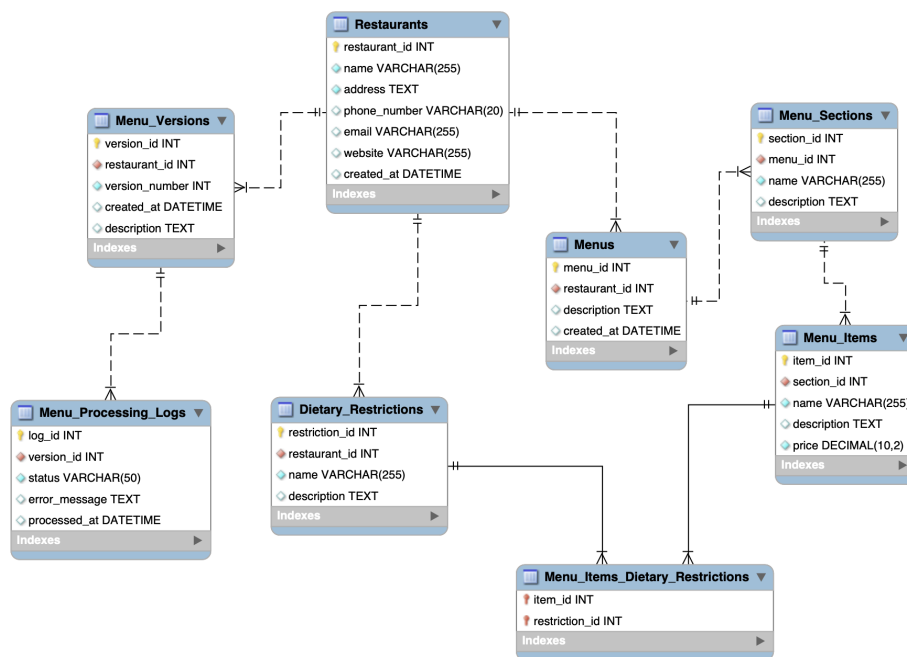 Restaurants
restaurant_id INT
name VARCHAR(255)
address TEXT
phone_number VARCHAR(20)
email VARCHAR(255)
website VARCHAR(255)
created_at DATETIME
Indexes
Menu_Versions
version_id INT
restaurant_id INT
version_number INT
created_at DATETIME
description TEXT
Indexes
Menu_Sections
section_id INT
menu_id INT
name VARCHAR(255)
description TEXT
Indexes
Menus
menu_id INT
restaurant_id INT
description TEXT
created_at DATETIME
Indexes
Menu_Items
item_id INT
section_id INT
name VARCHAR(255)
description TEXT
price DECIMAL(10,2)
Indexes
Menu_Processing_Logs
log_id INT
version_id INT
status VARCHAR(50)
error_message TEXT
processed_at DATETIME
Indexes
Dietary_Restrictions
restriction_id INT
restaurant_id INT
name VARCHAR(255)
description TEXT
Indexes
Menu_Items_Dietary_Restrictions
item_id INT
restriction_id INT
Indexes